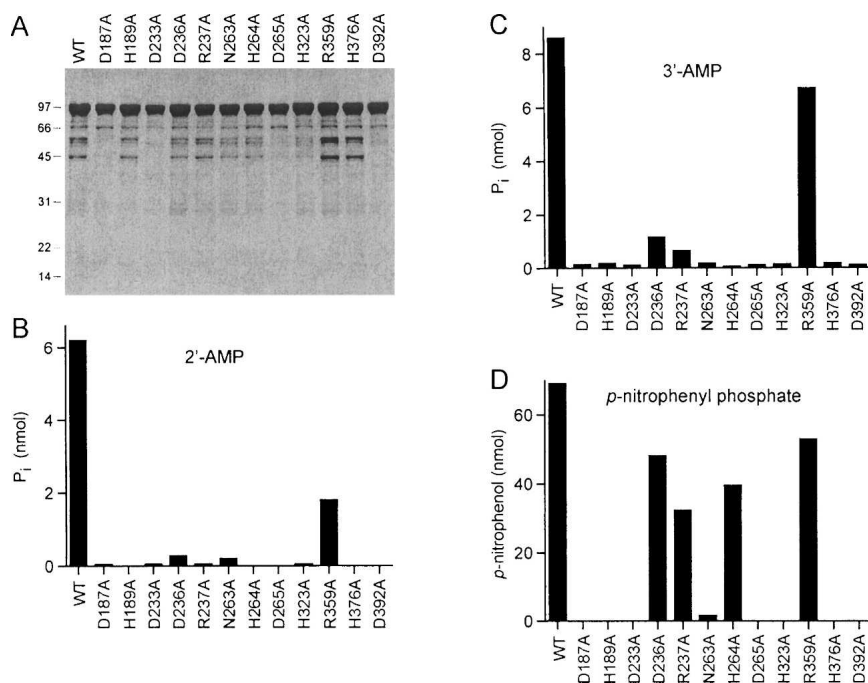 A
WT
D187A
H189A
D233A
D236A
R237A
N263A
H264A
D265A
H323A
R359A
H376A
D392A
97
66
45
31
22
14
B
2'-AMP
Pi (nmol)
6
4
2
0
WT
D187A
H189A
D233A
D236A
R237A
N263A
H264A
D265A
H323A
R359A
H376A
D392A
C
3'-AMP
Pi (nmol)
8
6
4
2
0
WT
D187A
H189A
D233A
D236A
R237A
N263A
H264A
D265A
H323A
R359A
H376A
D392A
D
p-nitrophenyl phosphate
p-nitrophenol (nmol)
60
40
20
0
WT
D187A
H189A
D233A
D236A
R237A
N263A
H264A
D265A
H323A
R359A
H376A
D392A